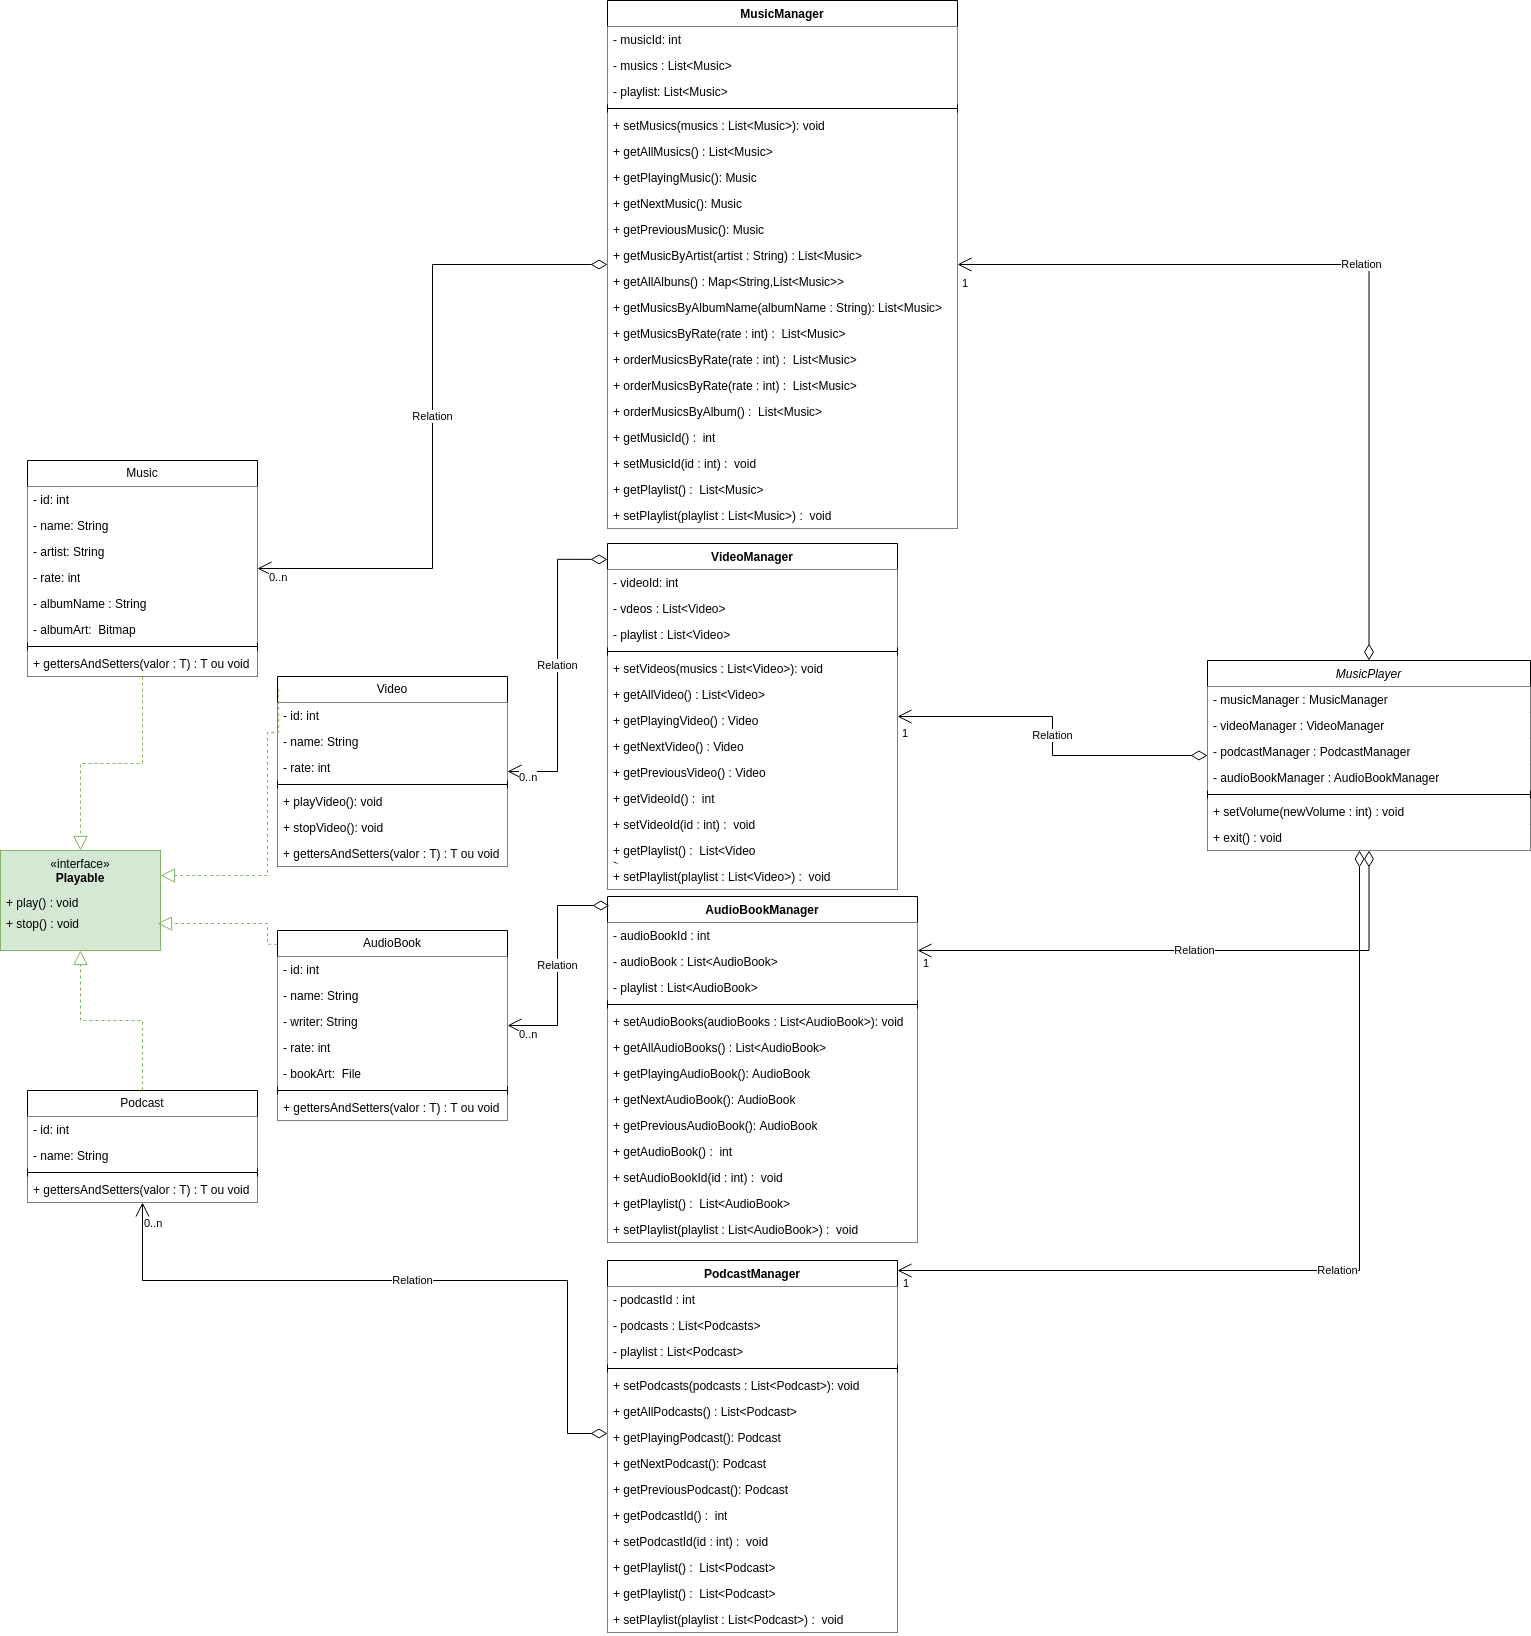 MusicManager
- musicId: int
- musics : List<Music>
- playlist: List<Music>
+ setMusics(musics : List<Music>): void
+ getAllMusics() : List<Music>
+ getPlayingMusic(): Music
+ getNextMusic(): Music
+ getPreviousMusic(): Music
+ getMusicByArtist(artist : String) : List<Music>
+ getAllAlbuns() : Map<String,List<Music>>
+ getMusicsByAlbumName(albumName : String): List<Music>
+ getMusicsByRate(rate : int) : List<Music>
+ orderMusicsByRate(rate : int) : List<Music>
+ orderMusicsByRate(rate : int) : List<Music>
+ orderMusicsByAlbum() : List<Music>
+ getMusicId() : int
+ setMusicId(id : int) : void
+ getPlaylist() : List<Music>
+ setPlaylist(playlist : List<Music>) : void
Relation
1
Relation
0..n
Music
- id: int
- name: String
- artist: String
- rate: int
- albumName : String
- albumArt: Bitmap
+ gettersAndSetters(valor : T) : T ou void
VideoManager
- videoId: int
- vdeos : List<Video>
- playlist : List<Video>
+ setVideos(musics : List<Video>): void
+ getAllVideo() : List<Video>
+ getPlayingVideo() : Video
+ getNextVideo() : Video
+ getPreviousVideo() : Video
+ getVideoId() : int
+ setVideoId(id : int) : void
+ getPlaylist() : List<Video
+ setPlaylist(playlist : List<Video>) : void
Relation
0..n
Relation
1
Video
- id: int
- name: String
- rate: int
+ playVideo(): void
+ stopVideo(): void
+ gettersAndSetters(valor : T) : T ou void
MusicPlayer
- musicManager : MusicManager
- videoManager : VideoManager
- podcastManager : PodcastManager
- audioBookManager : AudioBookManager
+ setVolume(newVolume : int) : void
+ exit() : void
«interface»
Playable
+ play() : void
+ stop() : void
AudioBook
- id: int
- name: String
- writer: String
- rate: int
- bookArt: File
+ gettersAndSetters(valor : T) : T ou void
Relation
0..n
AudioBookManager
- audioBookId : int
- audioBook : List<AudioBook>
- playlist : List<AudioBook>
+ setAudioBooks(audioBooks : List<AudioBook>): void
+ getAllAudioBooks() : List<AudioBook>
+ getPlayingAudioBook(): AudioBook
+ getNextAudioBook(): AudioBook
+ getPreviousAudioBook(): AudioBook
+ getAudioBook() : int
+ setAudioBookId(id : int) : void
+ getPlaylist() : List<AudioBook>
+ setPlaylist(playlist : List<AudioBook>) : void
Relation
1
Podcast
- id: int
- name: String
+ gettersAndSetters(valor : T) : T ou void
0..n
Relation
PodcastManager
- podcastId : int
- podcasts : List<Podcasts>
- playlist : List<Podcast>
+ setPodcasts(podcasts : List<Podcast>): void
+ getAllPodcasts() : List<Podcast>
+ getPlayingPodcast(): Podcast
+ getNextPodcast(): Podcast
+ getPreviousPodcast(): Podcast
+ getPodcastId() : int
+ setPodcastId(id : int) : void
+ getPlaylist() : List<Podcast>
+ getPlaylist() : List<Podcast>
+ setPlaylist(playlist : List<Podcast>) : void
Relation
1